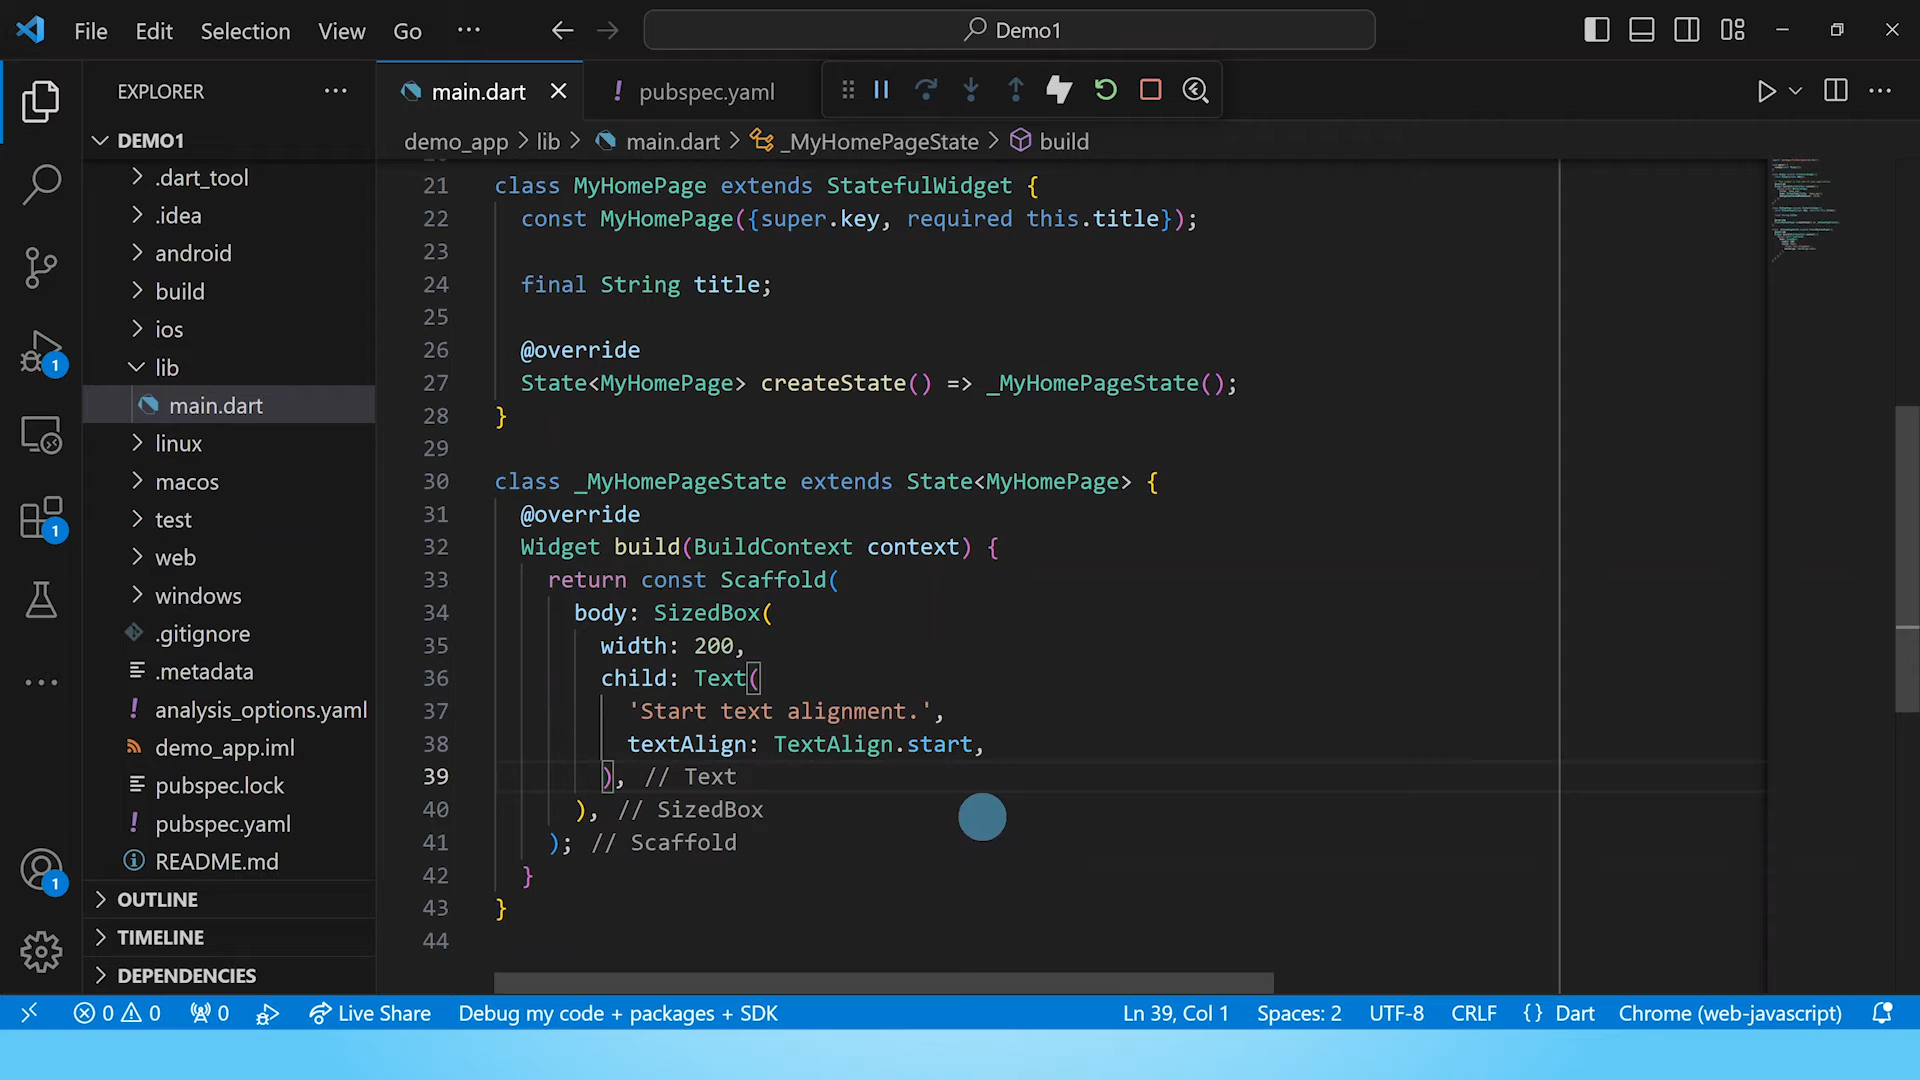 File Edit Selection View Go ··· Demo1
EXPLORER ···
main.dart
pubspec.yaml
demo_app > lib > main.dart > _MyHomePageState > build
DEMO1
.dart_tool
.idea
android
build
ios
lib
main.dart
linux
macos
test
web
windows
.gitignore
.metadata
analysis_options.yaml
demo_app.iml
pubspec.lock
pubspec.yaml
README.md
OUTLINE
TIMELINE
DEPENDENCIES
1
1
1
21 class MyHomePage extends StatefulWidget {
22 const MyHomePage({super.key, required this.title});
23
24 final String title;
25
26 @override
27 State<MyHomePage> createState() => _MyHomePageState();
28 }
29
30 class _MyHomePageState extends State<MyHomePage> {
31 @override
32 Widget build(BuildContext context) {
33 return const Scaffold(
34 body: SizedBox(
35 width: 200,
36 child: Text(
37 'Start text alignment.',
38 textAlign: TextAlign.start,
39 ), // Text
40 ), // SizedBox
41 ); // Scaffold
42 }
43 }
44
0 0 0 Live Share Debug my code + packages + SDK Ln 39, Col 1 Spaces: 2 UTF-8 CRLF {} Dart Chrome (web-javascript)